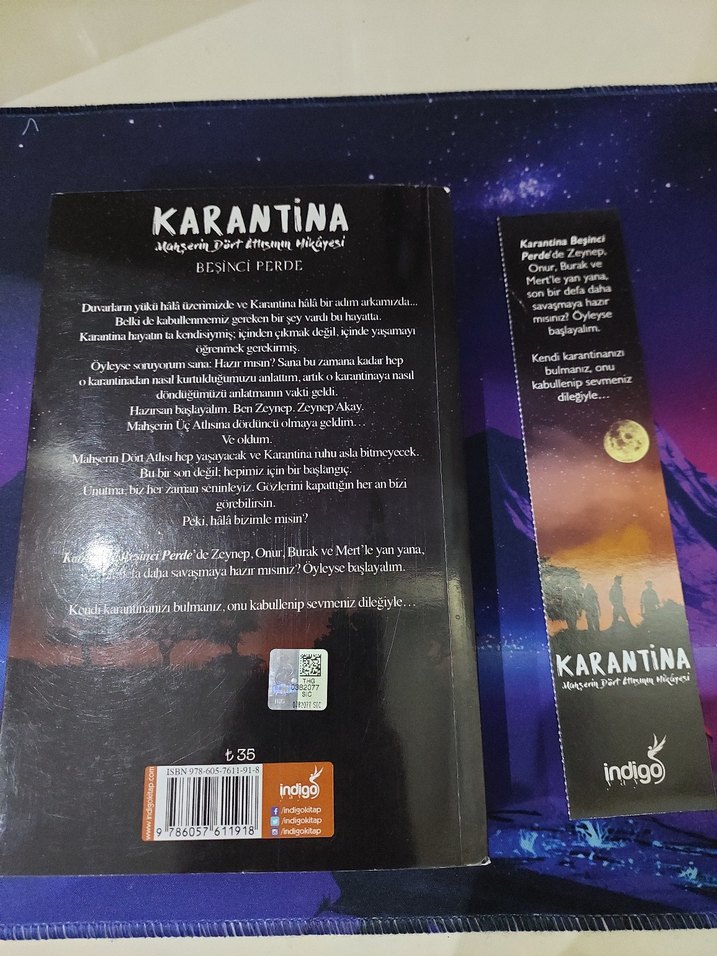 KARANTİNA
Mahşerin Dört Atlısının Hikâyesi
BEŞİNCİ PERDE
Duvarların yükü hâlâ üzerimizde ve Karantina hâlâ bir adım arkamızda...
Belki de kabullenmemiz gereken bir şey vardı bu hayatta.
Karantina hayatın ta kendisiymiş; içinden çıkmak değil, içinde yaşamayı
öğrenmek gerekirmiş.
Öyleyse soruyorum sana: Hazır mısın? Sana bu zamana kadar hep
o karantinadan nasıl kurtulduğumuzu anlattım, artık o karantinaya nasıl
döndüğümüzü anlatmanın vakti geldi.
Hazırsan başlayalım. Ben Zeynep. Zeynep Akay.
Mahşerin Üç Atlısına dördüncü olmaya geldim…
Ve oldum.
Mahşerin Dört Atlısı hep yaşayacak ve Karantina ruhu asla bitmeyecek.
Bu bir son değil; hepimiz için bir başlangıç.
Unutma, biz her zaman seninleyiz. Gözlerini kapattığın her an bizi
görebilirsin.
Peki, hâlâ bizimle misin?
Beşinci Perde'de Zeynep, Onur, Burak ve Mert'le yan yana,
defa daha savaşmaya hazır mısınız? Öyleyse başlayalım.
Kendi karantinanızı bulmanız, onu kabullenip sevmeniz dileğiyle…
THG
0382077
SIC
0382077 SIC
₺ 35
ISBN 978-605-7611-91-8
9 786057 611918
www.indigokitap.com
indigo
/indigokitap
/indigokitap
/indigokitap
Karantina Beşinci
Perde'de Zeynep,
Onur, Burak ve
Mert'le yan yana,
son bir defa daha
savaşmaya hazır
mısınız? Öyleyse
başlayalım.
Kendi karantinanızı
bulmanız, onu
kabullenip sevmeniz
dileğiyle…
KARANTİNA
Mahşerin Dört Atlısının Hikâyesi
indigo